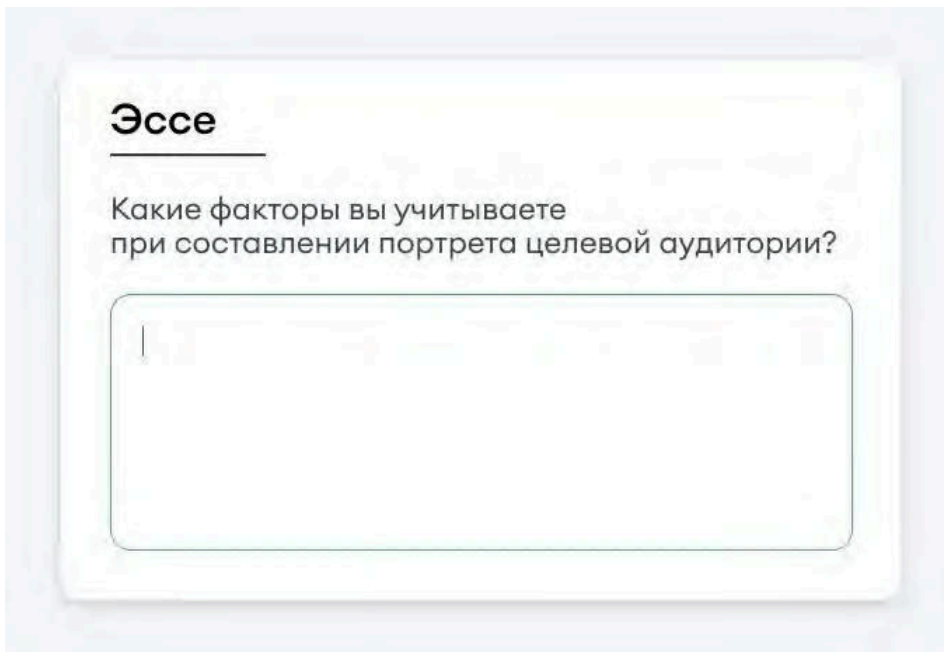 Эссе
Какие факторы вы учитываете
при составлении портрета целевой аудитории?